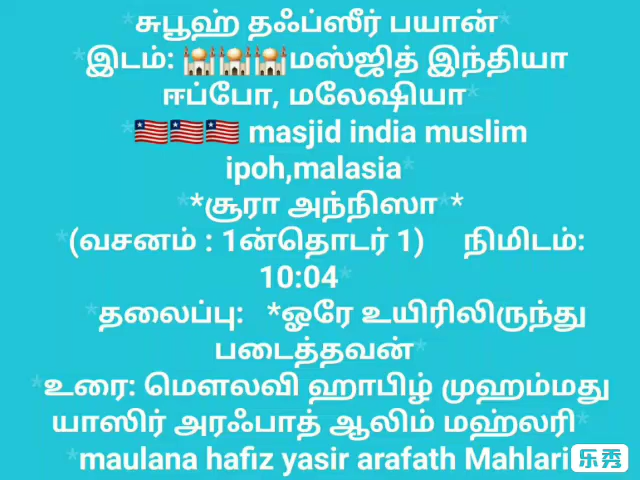 *சுபூஹ் தஃப்ஸீர் பயான்*
*இடம்: 🕌🕌🕌மஸ்ஜித் இந்தியா
ஈப்போ, மலேஷியா*
*🇱🇷🇱🇷🇱🇷 masjid india muslim
ipoh,malasia*
**சூரா அந்நிஸா* *
*(வசனம் : 1ன்தொடர் 1) நிமிடம்:
10:04*
*தலைப்பு: *ஓரே உயிரிலிருந்து
படைத்தவன்*
*உரை: மௌலவி ஹாபிழ் முஹம்மது
யாஸிர் அரஃபாத் ஆலிம் மஹ்லரி*
*maulana hafiz yasir arafath Mahlari
乐秀